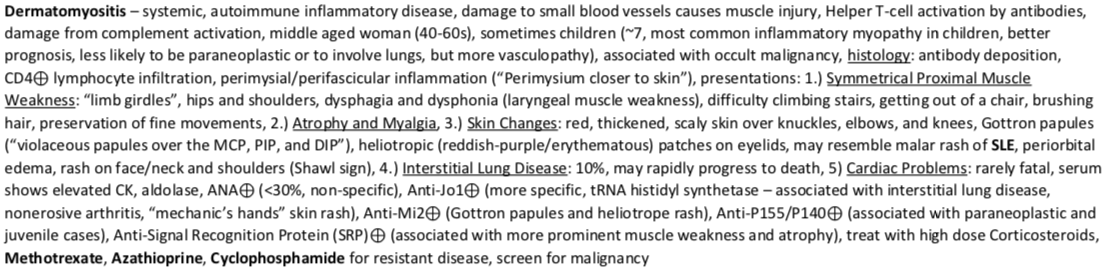 Dermatomyositis – systemic, autoimmune inflammatory disease, damage to small blood vessels causes muscle injury, Helper T-cell activation by antibodies,
damage from complement activation, middle aged woman (40-60s), sometimes children (~7, most common inflammatory myopathy in children, better
prognosis, less likely to be paraneoplastic or to involve lungs, but more vasculopathy), associated with occult malignancy, histology: antibody deposition,
CD4⊕ lymphocyte infiltration, perimysial/perifascicular inflammation (“Perimysium closer to skin”), presentations: 1.) Symmetrical Proximal Muscle
Weakness: “limb girdles”, hips and shoulders, dysphagia and dysphonia (laryngeal muscle weakness), difficulty climbing stairs, getting out of a chair, brushing
hair, preservation of fine movements, 2.) Atrophy and Myalgia, 3.) Skin Changes: red, thickened, scaly skin over knuckles, elbows, and knees, Gottron papules
(“violaceous papules over the MCP, PIP, and DIP”), heliotropic (reddish-purple/erythematous) patches on eyelids, may resemble malar rash of SLE, periorbital
edema, rash on face/neck and shoulders (Shawl sign), 4.) Interstitial Lung Disease: 10%, may rapidly progress to death, 5) Cardiac Problems: rarely fatal, serum
shows elevated CK, aldolase, ANA⊕ (<30%, non-specific), Anti-Jo1⊕ (more specific, tRNA histidyl synthetase – associated with interstitial lung disease,
nonerosive arthritis, “mechanic’s hands” skin rash), Anti-Mi2⊕ (Gottron papules and heliotrope rash), Anti-P155/P140⊕ (associated with paraneoplastic and
juvenile cases), Anti-Signal Recognition Protein (SRP)⊕ (associated with more prominent muscle weakness and atrophy), treat with high dose Corticosteroids,
Methotrexate, Azathioprine, Cyclophosphamide for resistant disease, screen for malignancy